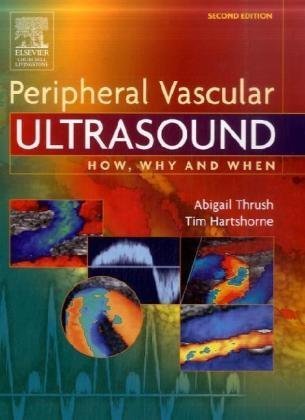 SECOND EDITION
ELSEVIER
CHURCHILL
LIVINGSTONE
Peripheral Vascular
ULTRASOUND
HOW, WHY AND WHEN
Abigail Thrush
Tim Hartshorne